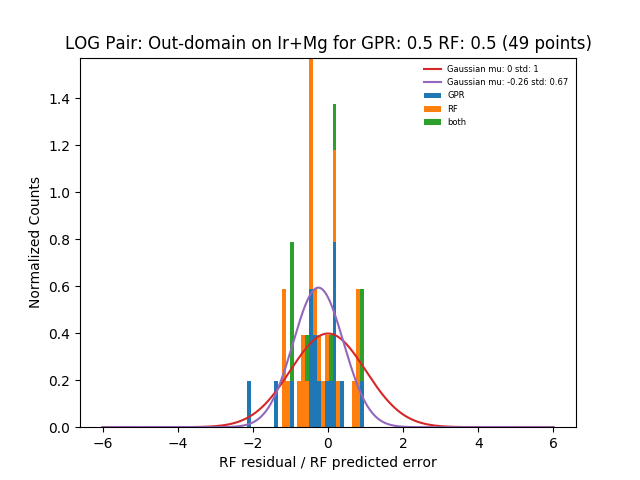 LOG Pair: Out-domain on Ir+Mg for GPR: 0.5 RF: 0.5 (49 points)
Gaussian mu: 0 std: 1
Gaussian mu: -0.26 std: 0.67
GPR
RF
both
Normalized Counts
1.4
1.2
1.0
0.8
0.6
0.4
0.2
0.0
−6 −4 −2 0 2 4 6
RF residual / RF predicted error